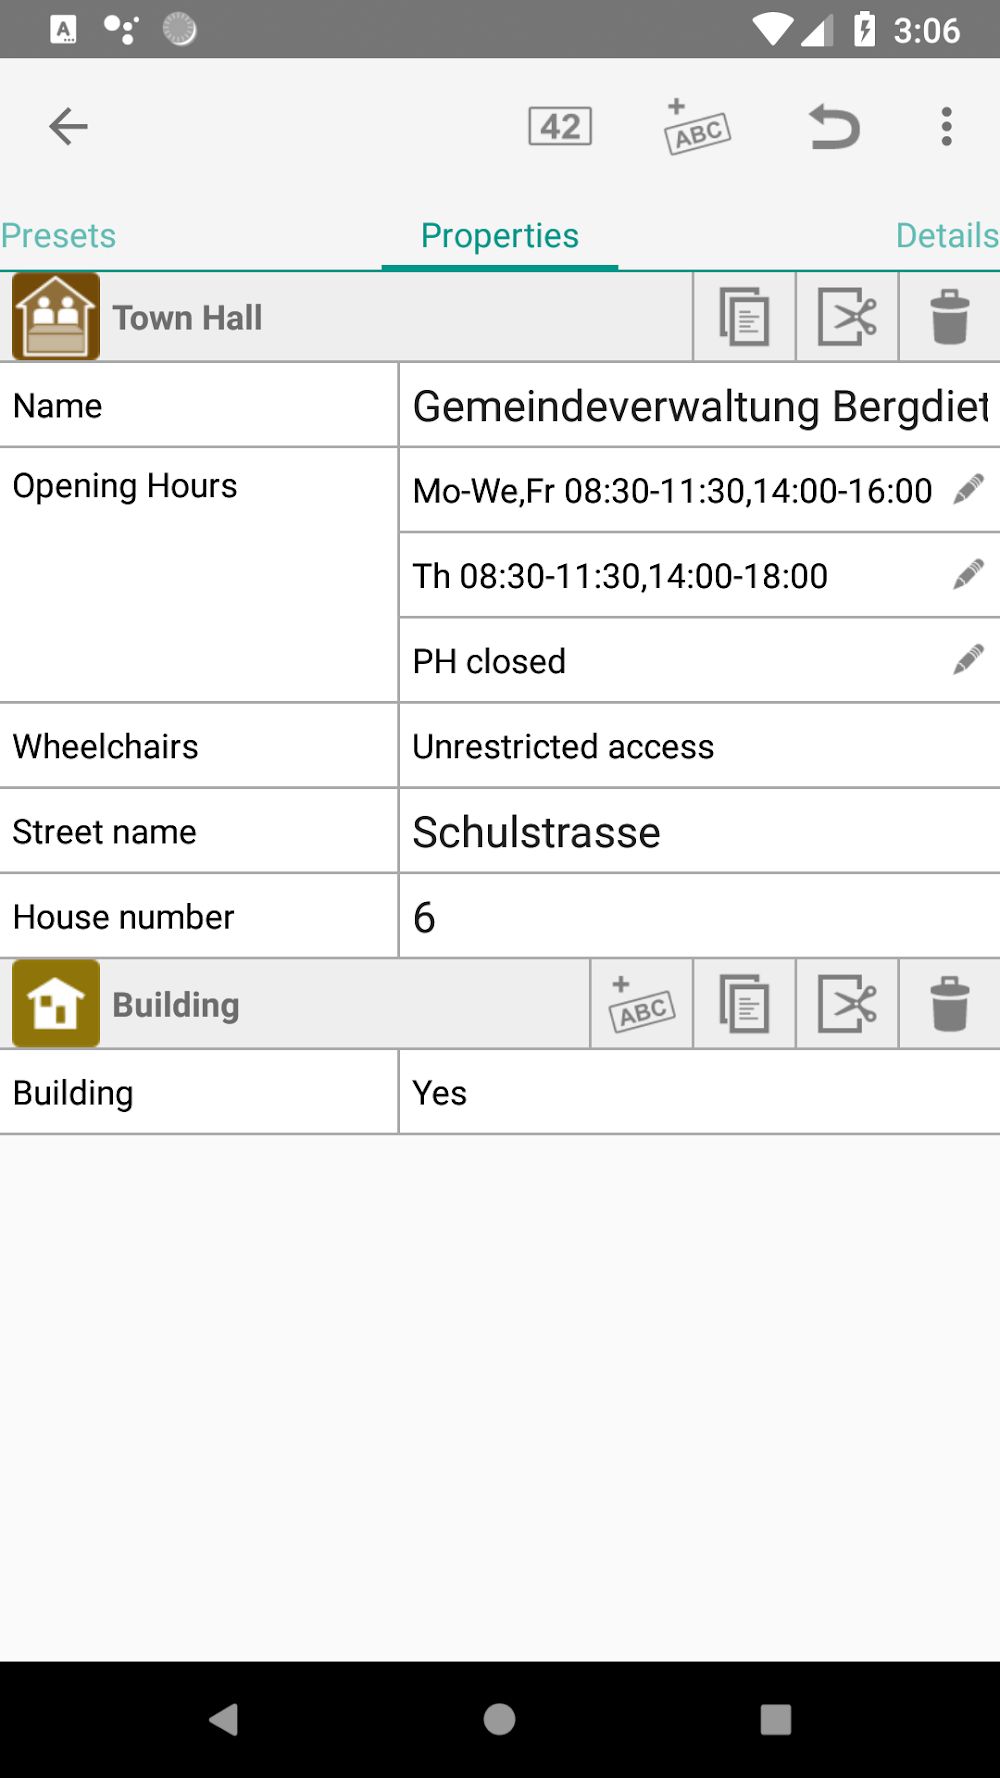 A
3:06
42
+
ABC
Presets Properties Details
Town Hall
Name Gemeindeverwaltung Bergdiet
Opening Hours Mo-We,Fr 08:30-11:30,14:00-16:00
Th 08:30-11:30,14:00-18:00
PH closed
Wheelchairs Unrestricted access
Street name Schulstrasse
House number 6
Building
+
ABC
Building Yes